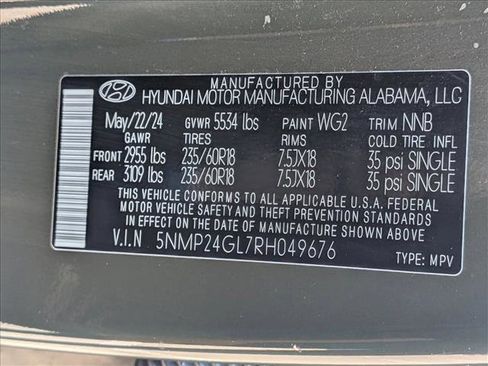 MANUFACTURED BY
HYUNDAI MOTOR MANUFACTURING ALABAMA, LLC
May/22/24 GVWR 5534 lbs PAINT WG2 TRIM NNB
GAWR TIRES RIMS COLD TIRE INFL
FRONT 2955 lbs 235/60R18 7.5JX18 35 psi SINGLE
REAR 3109 lbs 235/60R18 7.5JX18 35 psi SINGLE
THIS VEHICLE CONFORMS TO ALL APPLICABLE U.S.A. FEDERAL
MOTOR VEHICLE SAFETY AND THEFT PREVENTION STANDARDS
IN EFFECT ON THE DATE OF MANUFACTURE SHOWN ABOVE.
V.I.N 5NMP24GL7RH049676 TYPE: MPV